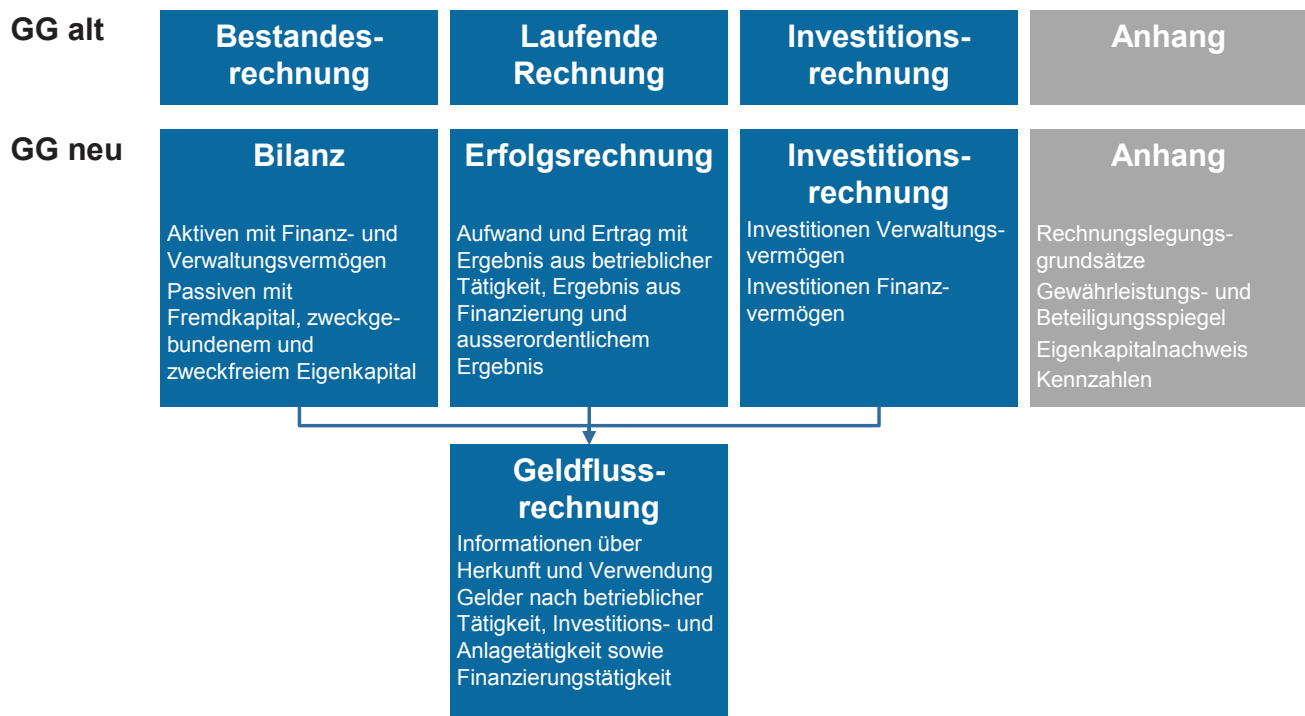 GG alt
Bestandes-
rechnung
Laufende
Rechnung
Investitions-
rechnung
Anhang
GG neu
Bilanz
Aktiven mit Finanz- und
Verwaltungsvermögen
Passiven mit
Fremdkapital, zweckge-
bundenem und
zweckfreiem Eigenkapital
Erfolgsrechnung
Aufwand und Ertrag mit
Ergebnis aus betrieblicher
Tätigkeit, Ergebnis aus
Finanzierung und
ausserordentlichem
Ergebnis
Investitions-
rechnung
Investitionen Verwaltungs-
vermögen
Investitionen Finanz-
vermögen
Anhang
Rechnungslegungs-
grundsätze
Gewährleistungs- und
Beteiligungsspiegel
Eigenkapitalnachweis
Kennzahlen
Geldfluss-
rechnung
Informationen über
Herkunft und Verwendung
Gelder nach betrieblicher
Tätigkeit, Investitions- und
Anlagetätigkeit sowie
Finanzierungstätigkeit